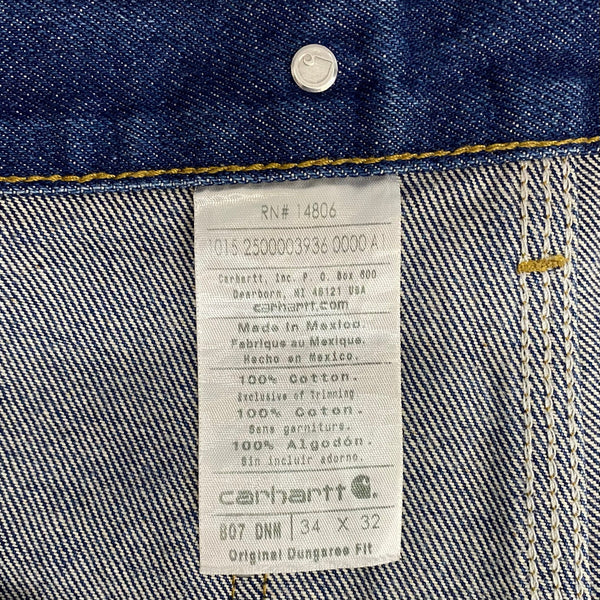 RN# 14806
1015 2500003936 0000 A1
Carhartt, Inc. P. O. Box 600
Dearborn, MI 48121 USA
carhartt.com
Made in Mexico.
Fabrique au Mexique.
Hecho en Mexico.
100% Cotton.
Exclusive of Trimming
100% Coton.
Sans garniture.
100% Algodón.
Sin incluir adorno.
carhartt
B07 DNM 34 X 32
Original Dungaree Fit